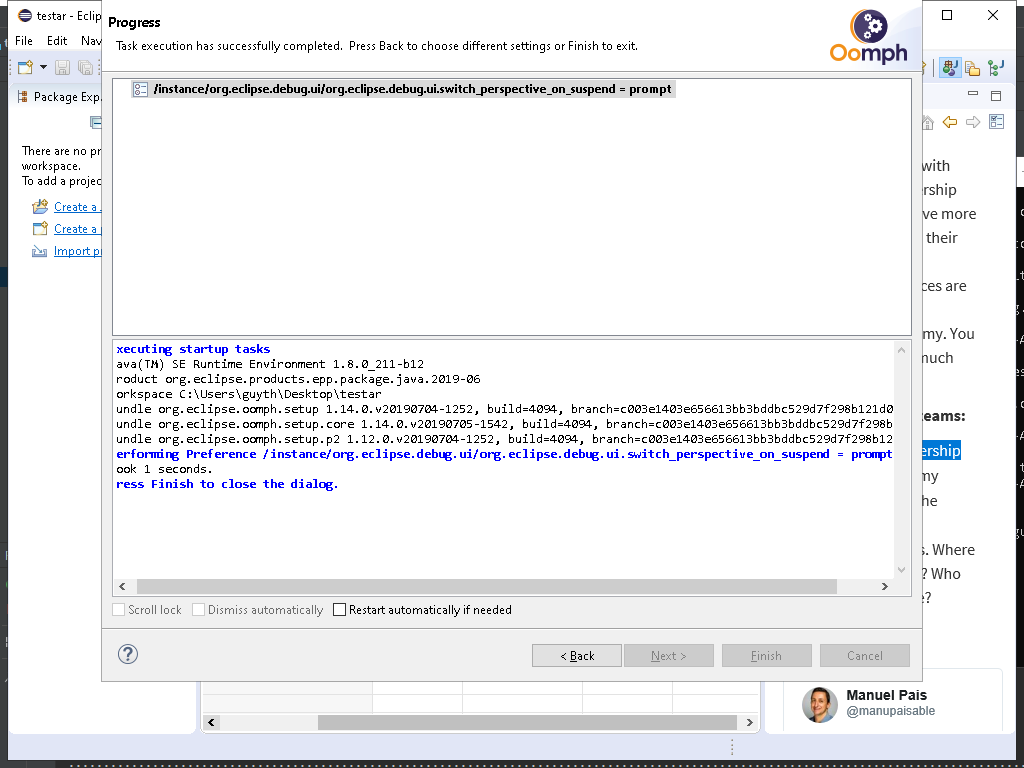 testar - Eclip
File Edit Nav
Package Exp
There are no pr
workspace.
To add a projec
Create a
Create a
Import p
Progress
Task execution has successfully completed. Press Back to choose different settings or Finish to exit.
Oomph
/instance/org.eclipse.debug.ui/org.eclipse.debug.ui.switch_perspective_on_suspend = prompt
xecuting startup tasks
ava(TM) SE Runtime Environment 1.8.0_211-b12
roduct org.eclipse.products.epp.package.java.2019-06
orkspace C:\Users\guyth\Desktop\testar
undle org.eclipse.oomph.setup 1.14.0.v20190704-1252, build=4094, branch=c003e1403e656613bb3bddbc529d7f298b121d0
undle org.eclipse.oomph.setup.core 1.14.0.v20190705-1542, build=4094, branch=c003e1403e656613bb3bddbc529d7f298b
undle org.eclipse.oomph.setup.p2 1.12.0.v20190704-1252, build=4094, branch=c003e1403e656613bb3bddbc529d7f298b12
erforming Preference /instance/org.eclipse.debug.ui/org.eclipse.debug.ui.switch_perspective_on_suspend = prompt
ook 1 seconds.
ress Finish to close the dialog.
Scroll lock Dismiss automatically Restart automatically if needed
< Back Next > Finish Cancel
with
rship
ve more
their
ces are
my. You
much
teams:
ership
my
he
s. Where
? Who
e?
Manuel Pais
@manupaisable